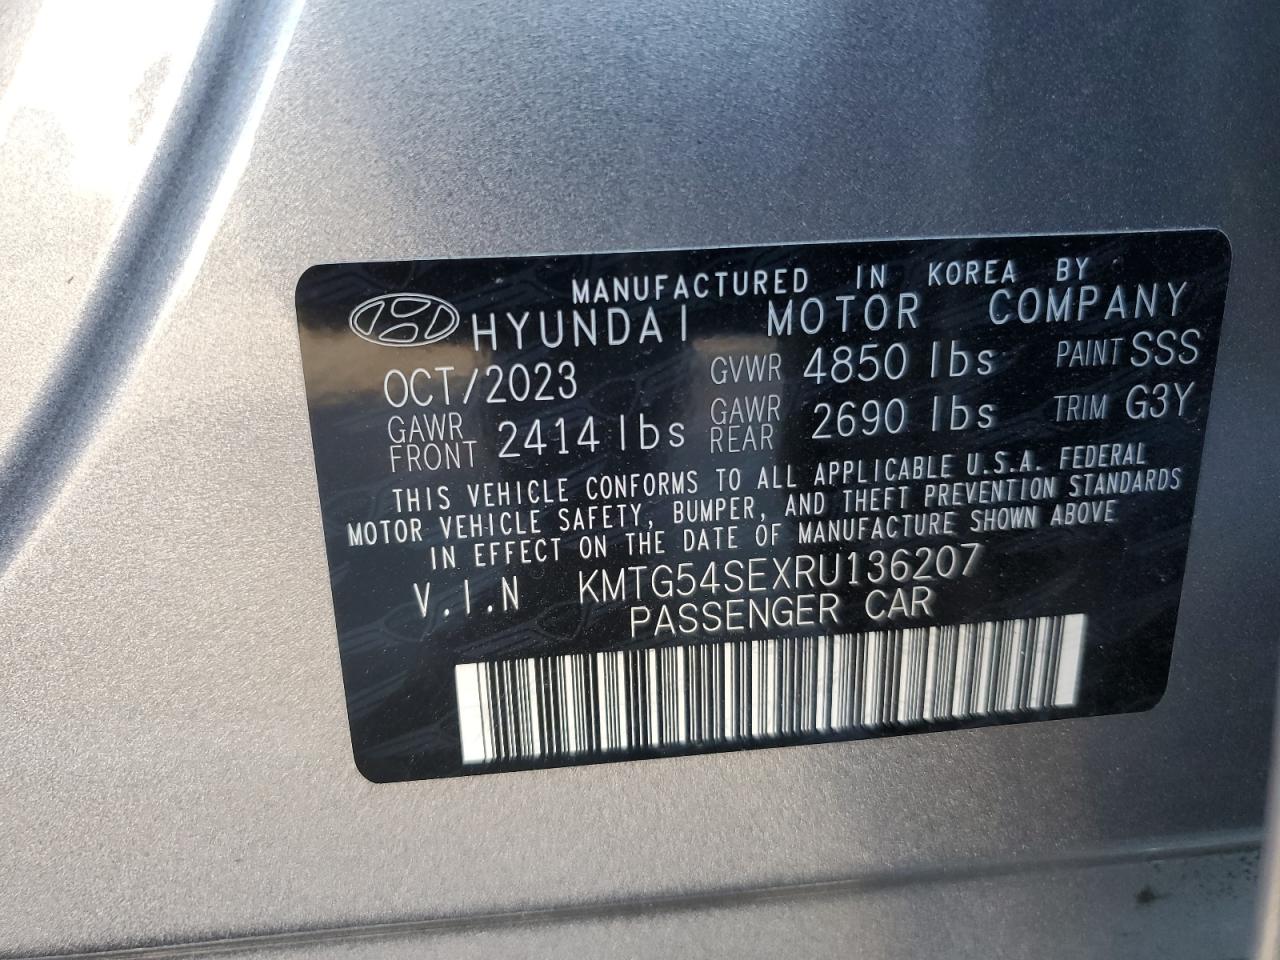 MANUFACTURED IN KOREA BY
HYUNDAI MOTOR COMPANY
OCT/2023 GVWR 4850 lbs PAINT SSS
GAWR FRONT 2414 lbs GAWR REAR 2690 lbs TRIM G3Y
THIS VEHICLE CONFORMS TO ALL APPLICABLE U.S.A. FEDERAL
MOTOR VEHICLE SAFETY, BUMPER, AND THEFT PREVENTION STANDARDS
IN EFFECT ON THE DATE OF MANUFACTURE SHOWN ABOVE
V.I.N KMTG54SEXRU136207
PASSENGER CAR